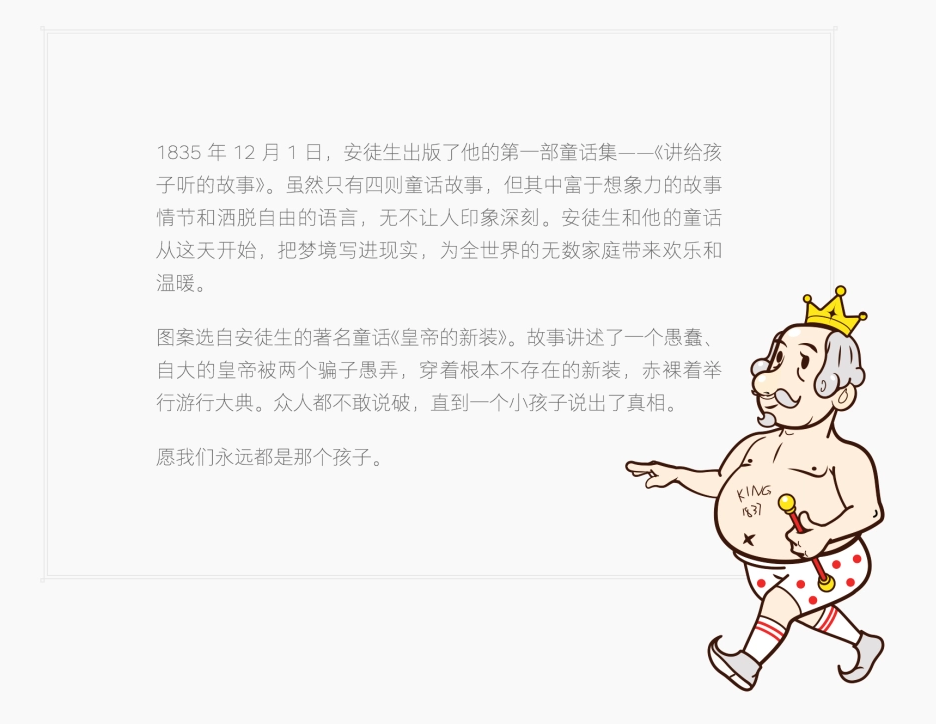 1835 年 12 月 1 日，安徒生出版了他的第一部童话集——《讲给孩
子听的故事》。虽然只有四则童话故事，但其中富于想象力的故事
情节和洒脱自由的语言，无不让人印象深刻。安徒生和他的童话
从这天开始，把梦境写进现实，为全世界的无数家庭带来欢乐和
温暖。
图案选自安徒生的著名童话《皇帝的新装》。故事讲述了一个愚蠢、
自大的皇帝被两个骗子愚弄，穿着根本不存在的新装，赤裸着举
行游行大典。众人都不敢说破，直到一个小孩子说出了真相。
愿我们永远都是那个孩子。
KING
1837